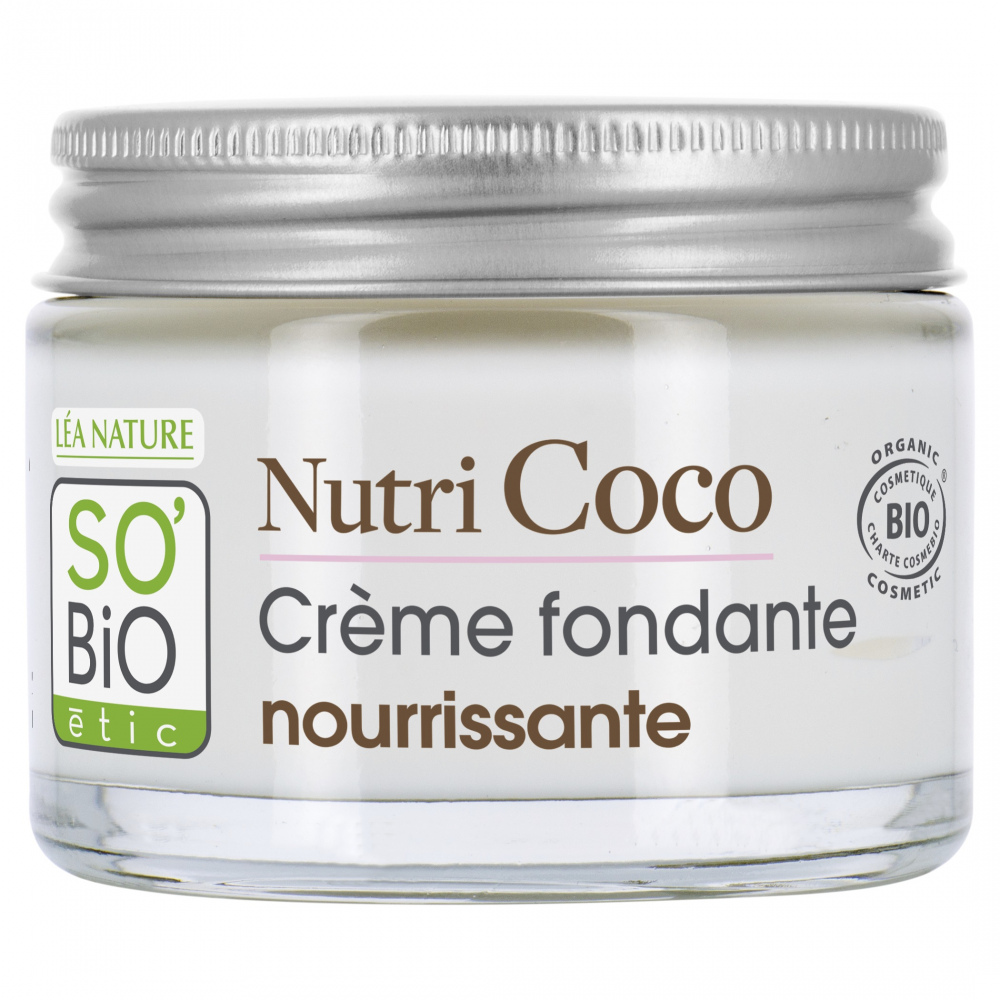 LÉA NATURE
SO'
BiO
ētic
Nutri Coco
Crème fondante
nourrissante
ORGANIC
COSMETIQUE
BIO
CHARTE COSMEBIO
COSMETIC
®